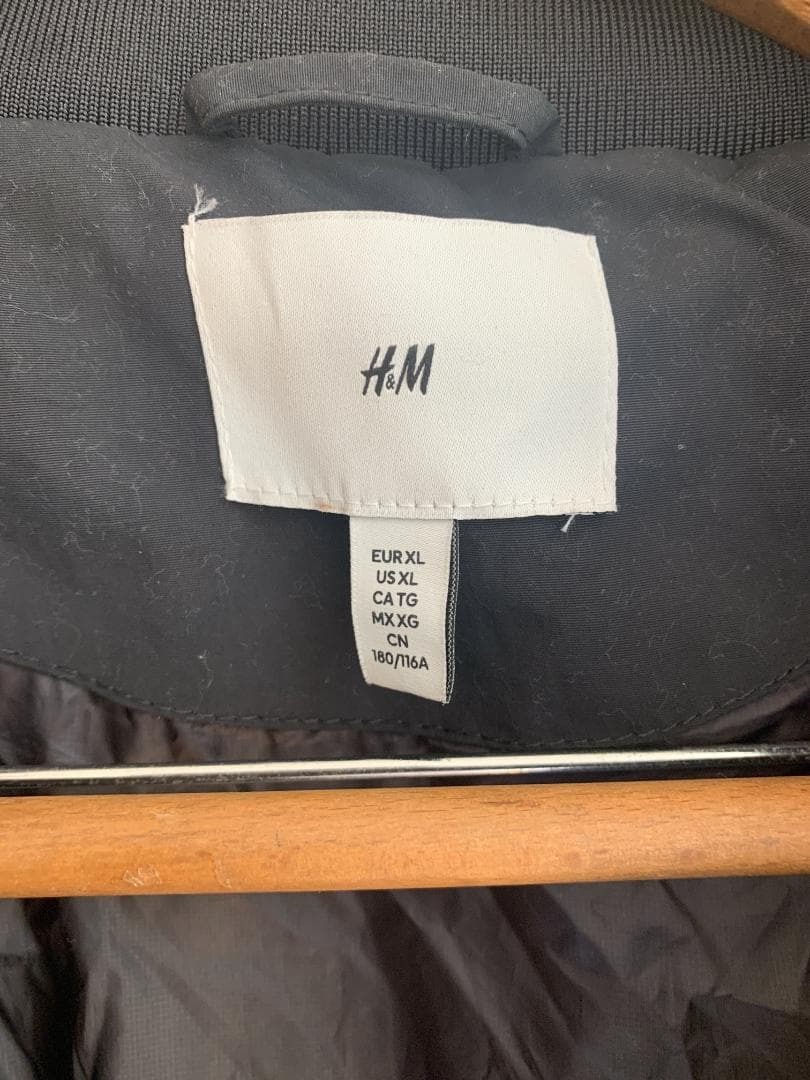 H&M
EUR XL
US XL
CA TG
MX XG
CN
180/116A